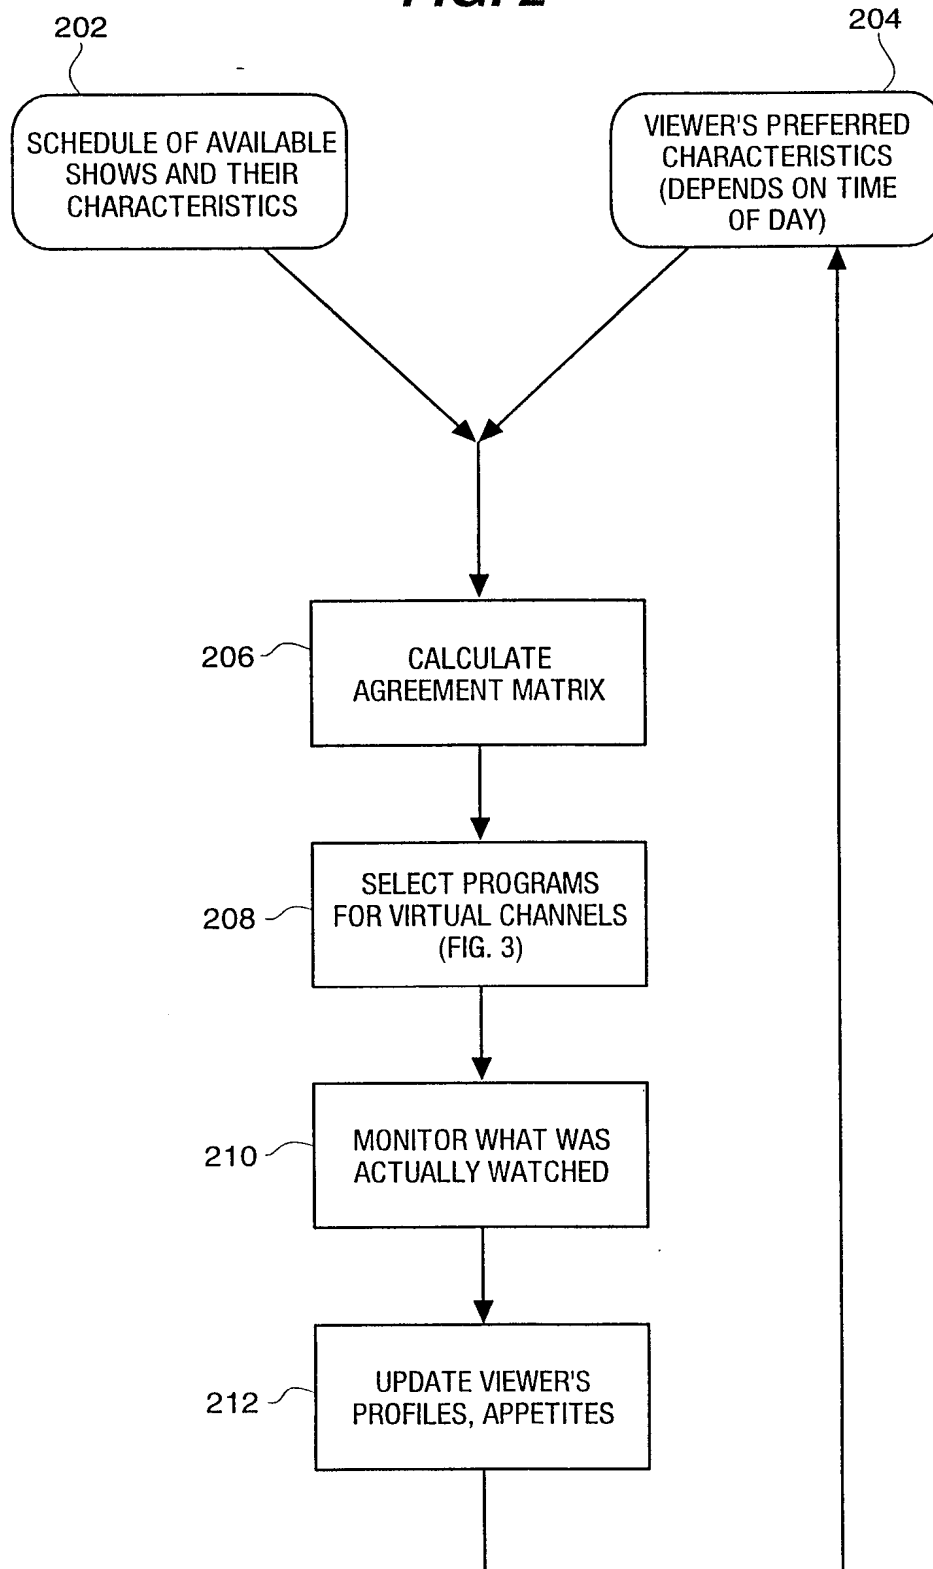 FIG. 2
202
204
SCHEDULE OF AVAILABLE
SHOWS AND THEIR
CHARACTERISTICS
VIEWER'S PREFERRED
CHARACTERISTICS
(DEPENDS ON TIME
OF DAY)
206
CALCULATE
AGREEMENT MATRIX
208
SELECT PROGRAMS
FOR VIRTUAL CHANNELS
(FIG. 3)
210
MONITOR WHAT WAS
ACTUALLY WATCHED
212
UPDATE VIEWER'S
PROFILES, APPETITES